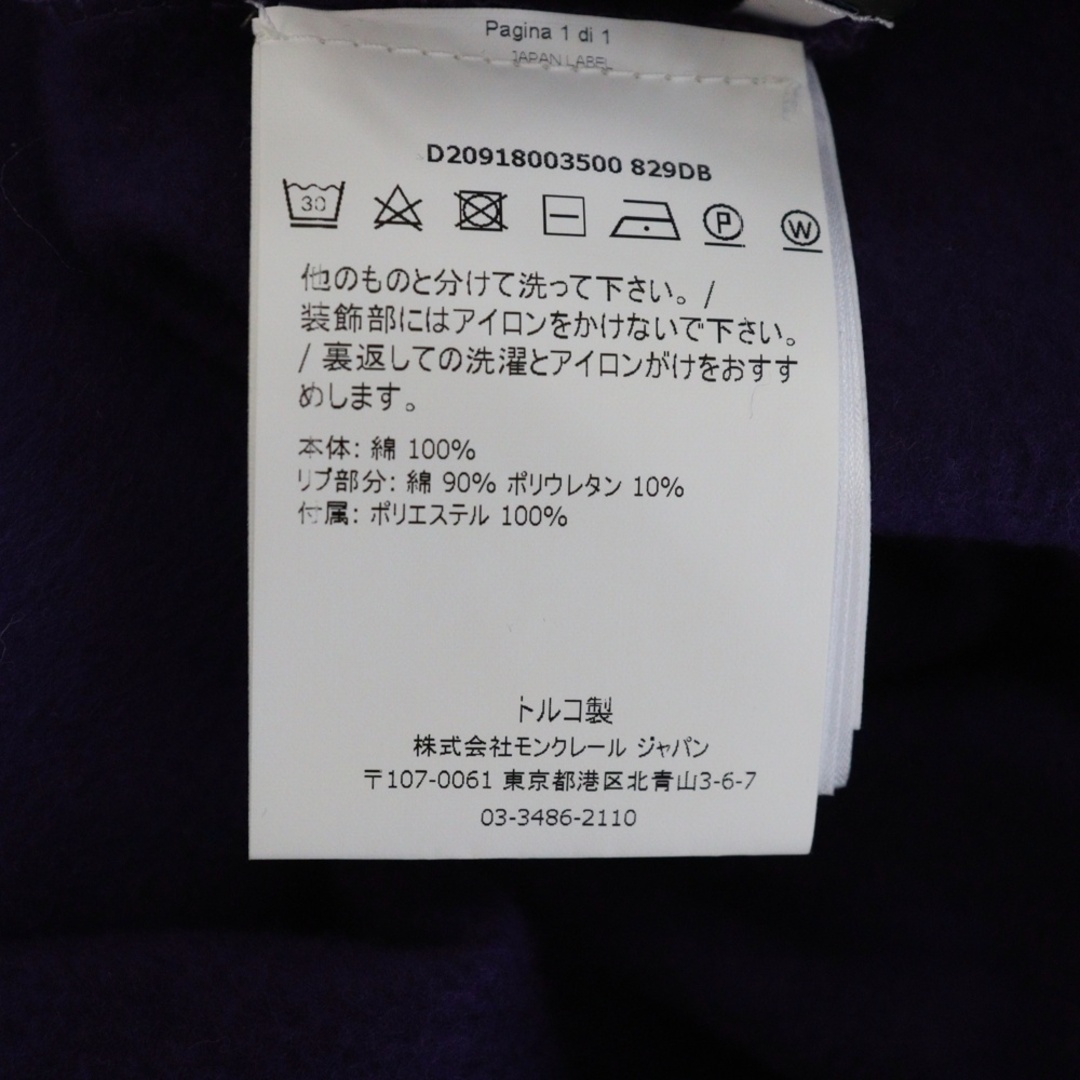 Pagina 1 di 1
JAPAN LABEL
D20918003500 829DB
30
P W
他のものと分けて洗って下さい。/
装飾部にはアイロンをかけないで下さい。
/ 裏返しての洗濯とアイロンがけをおすす
めします。
本体: 綿 100%
リブ部分: 綿 90% ポリウレタン 10%
付属: ポリエステル 100%
トルコ製
株式会社モンクレール ジャパン
〒107-0061 東京都港区北青山3-6-7
03-3486-2110